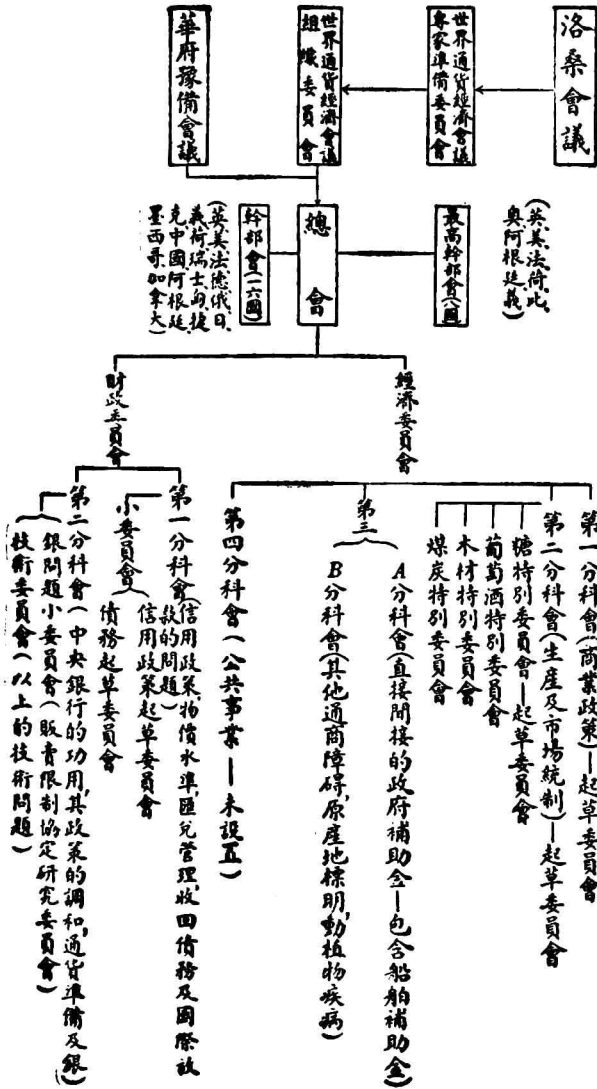 洛桑會議
世界通貨經濟會議
專家準備委員會
世界通貨經濟會議
組織委員會
華府豫備會議
(英、美、法、荷、比、
奥、阿根廷、義)
最高幹部會(八國)
總會
幹部會(一六國)
(英、美、法、德、俄、日、
義、荷、瑞士、匈、捷
克、中國、阿根廷、
墨西哥、加拿大)
經濟委員會
第一分科會(商業政策)—起草委員會
第二分科會(生産及市場統制)—起草委員會
糖特别委員會—起草委員會
葡萄酒特别委員會
木材特别委員會
煤炭特别委員會
第三
A分科會(直接間接的政府補助金—包含船舶補助金)
B分科會(其他通商障碍,原産地標明,動植物疾病)
第四分科會(公共事業—未設立)
財政委員會
第一分科會(信用政策,物價水準,匯兌管理,收回債務及國際放
款的問題)
小委員會
信用政策起草委員會
債務起草委員會
第二分科會(中央銀行的功用,其政策的調和,通貨準備及銀)
銀問題小委員會(販賣限制協定研究委員會)
技術委員會(以上的技術問題)